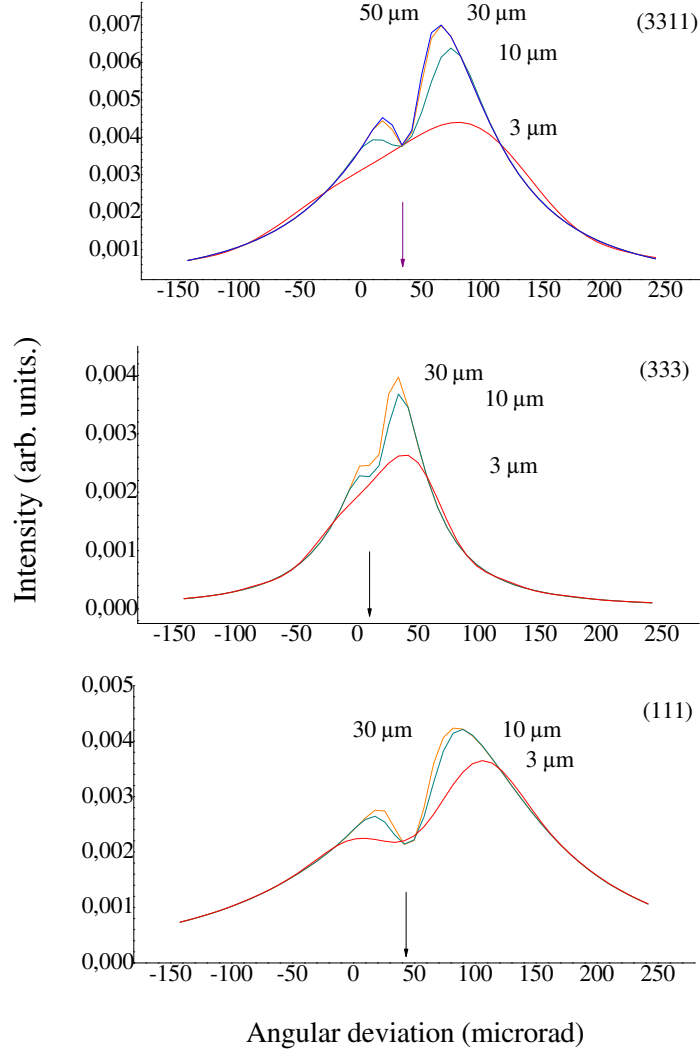 0,007
50 μm 30 μm (3311)
0,006
10 μm
0,005
0,004
3 μm
0,003
0,002
0,001
-150 -100 -50 0 50 100 150 200 250
Intensity (arb. units.)
0,004
30 μm (333)
10 μm
0,003
3 μm
0,002
0,001
0,000
-150 -100 -50 0 50 100 150 200 250
0,005
(111)
30 μm 10 μm
0,004
3 μm
0,003
0,002
0,001
0,000
-150 -100 -50 0 50 100 150 200 250
Angular deviation (microrad)